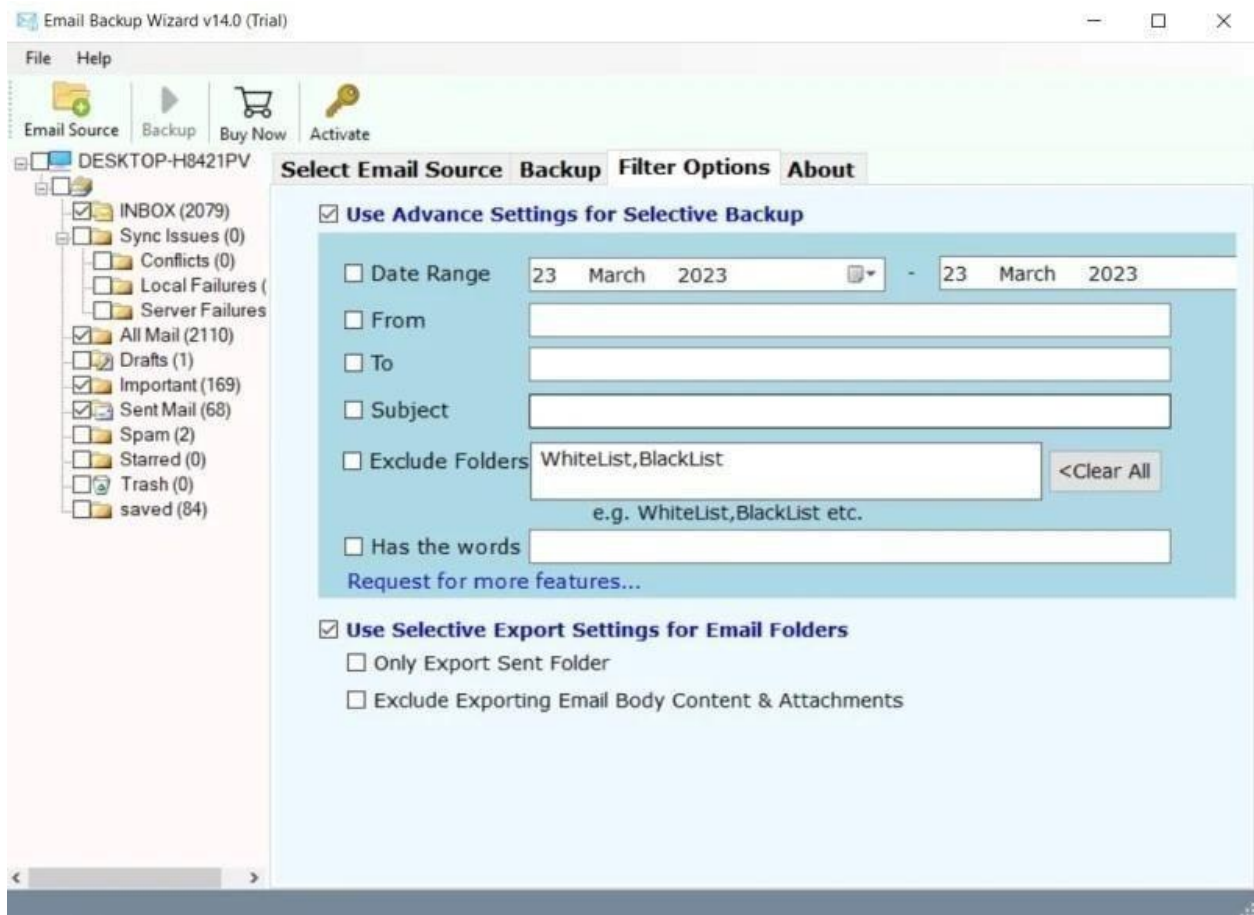 Email Backup Wizard v14.0 (Trial)
File Help
Email Source Backup Buy Now Activate
DESKTOP-H8421PV
INBOX (2079)
Sync Issues (0)
Conflicts (0)
Local Failures (
Server Failures
All Mail (2110)
Drafts (1)
Important (169)
Sent Mail (68)
Spam (2)
Starred (0)
Trash (0)
saved (84)
Select Email Source Backup Filter Options About
Use Advance Settings for Selective Backup
Date Range 23 March 2023 - 23 March 2023
From
To
Subject
Exclude Folders WhiteList,BlackList <Clear All
e.g. WhiteList,BlackList etc.
Has the words
Request for more features...
Use Selective Export Settings for Email Folders
Only Export Sent Folder
Exclude Exporting Email Body Content & Attachments